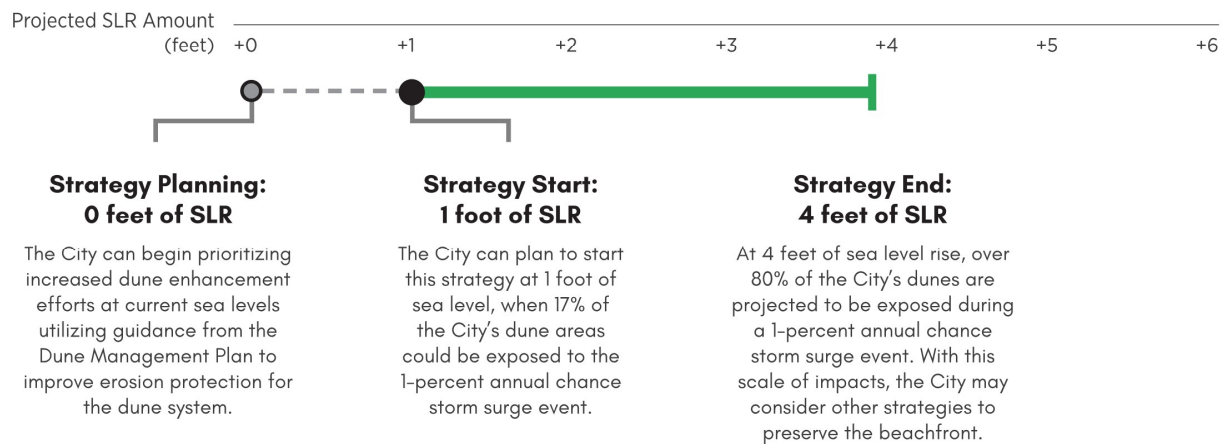 Projected SLR Amount
(feet) +0 +1 +2 +3 +4 +5 +6
Strategy Planning:
0 feet of SLR
The City can begin prioritizing
increased dune enhancement
efforts at current sea levels
utilizing guidance from the
Dune Management Plan to
improve erosion protection for
the dune system.
Strategy Start:
1 foot of SLR
The City can plan to start
this strategy at 1 foot of
sea level, when 17% of
the City's dune areas
could be exposed to the
1-percent annual chance
storm surge event.
Strategy End:
4 feet of SLR
At 4 feet of sea level rise, over
80% of the City's dunes are
projected to be exposed during
a 1-percent annual chance
storm surge event. With this
scale of impacts, the City may
consider other strategies to
preserve the beachfront.